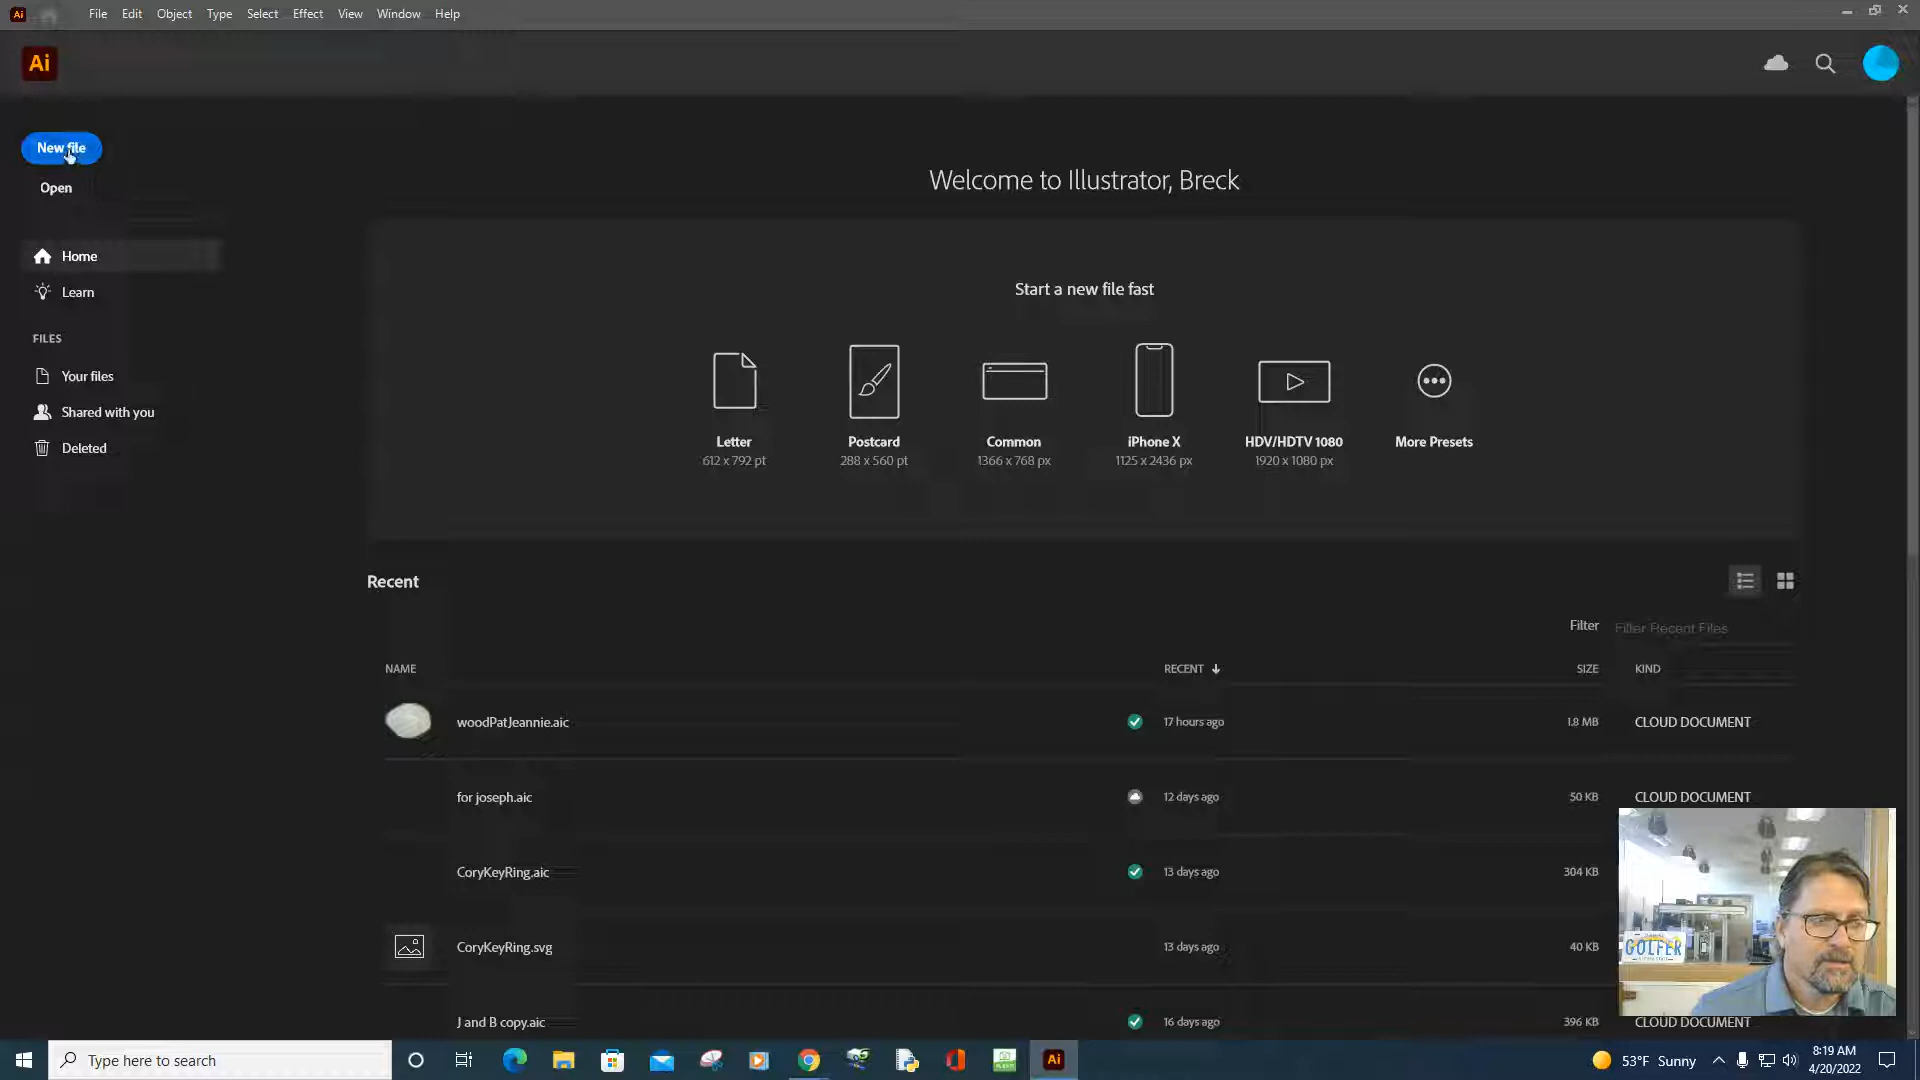 Ai File Edit Object Type Select Effect View Window Help
Ai
New file
Open
Home
Learn
FILES
Your files
Shared with you
Deleted
Welcome to Illustrator, Breck
Start a new file fast
Letter Postcard Common iPhone X HDV/HDTV 1080 More Presets
612 x 792 pt 288 x 560 pt 1366 x 768 px 1125 x 2436 px 1920 x 1080 px
Recent
Filter Filter Recent Files
NAME RECENT SIZE KIND
woodPatJeannie.aic 17 hours ago 1.8 MB CLOUD DOCUMENT
for joseph.aic 12 days ago 50 KB CLOUD DOCUMENT
CoryKeyRing.aic 13 days ago 304 KB
CoryKeyRing.svg 13 days ago 40 KB
GOLFER
J and B copy.aic 16 days ago 396 KB CLOUD DOCUMENT
Type here to search Ai 53°F Sunny 8:19 AM
4/20/2022